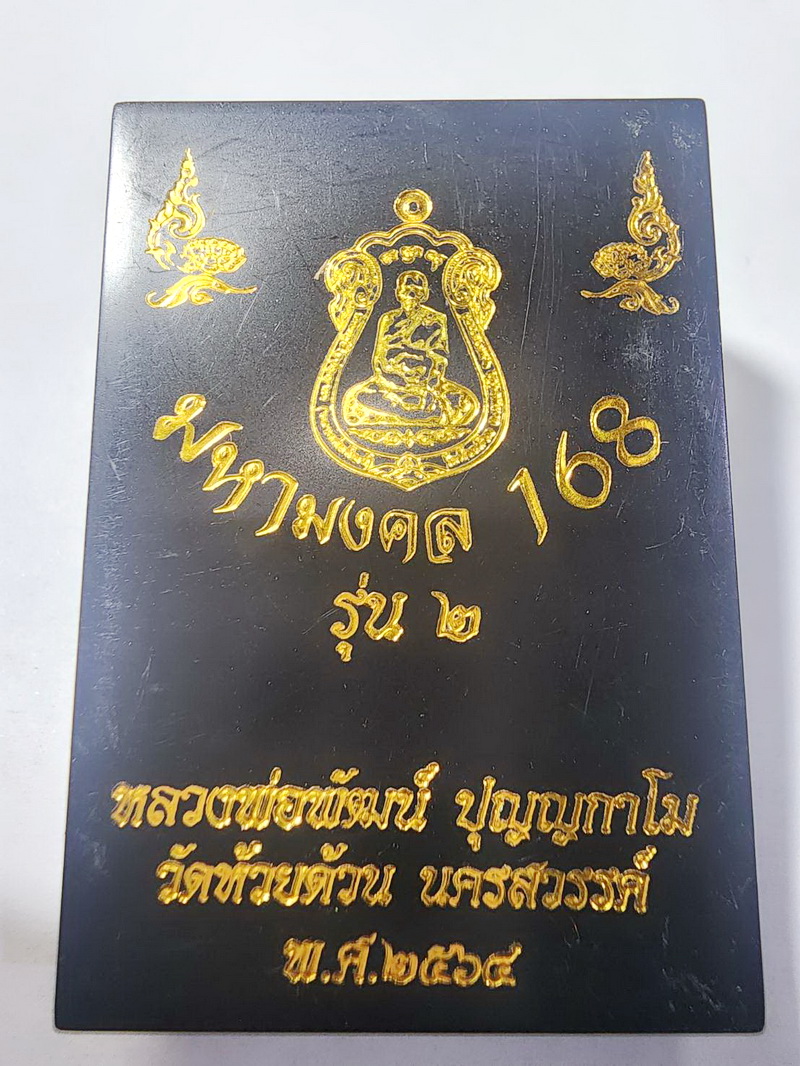 มหามงคล 168
รุ่น ๒
หลวงพ่อพัฒน์ ปุญญกาโม
วัดห้วยด้วน นครสวรรค์
พ.ศ.๒๕๖๔